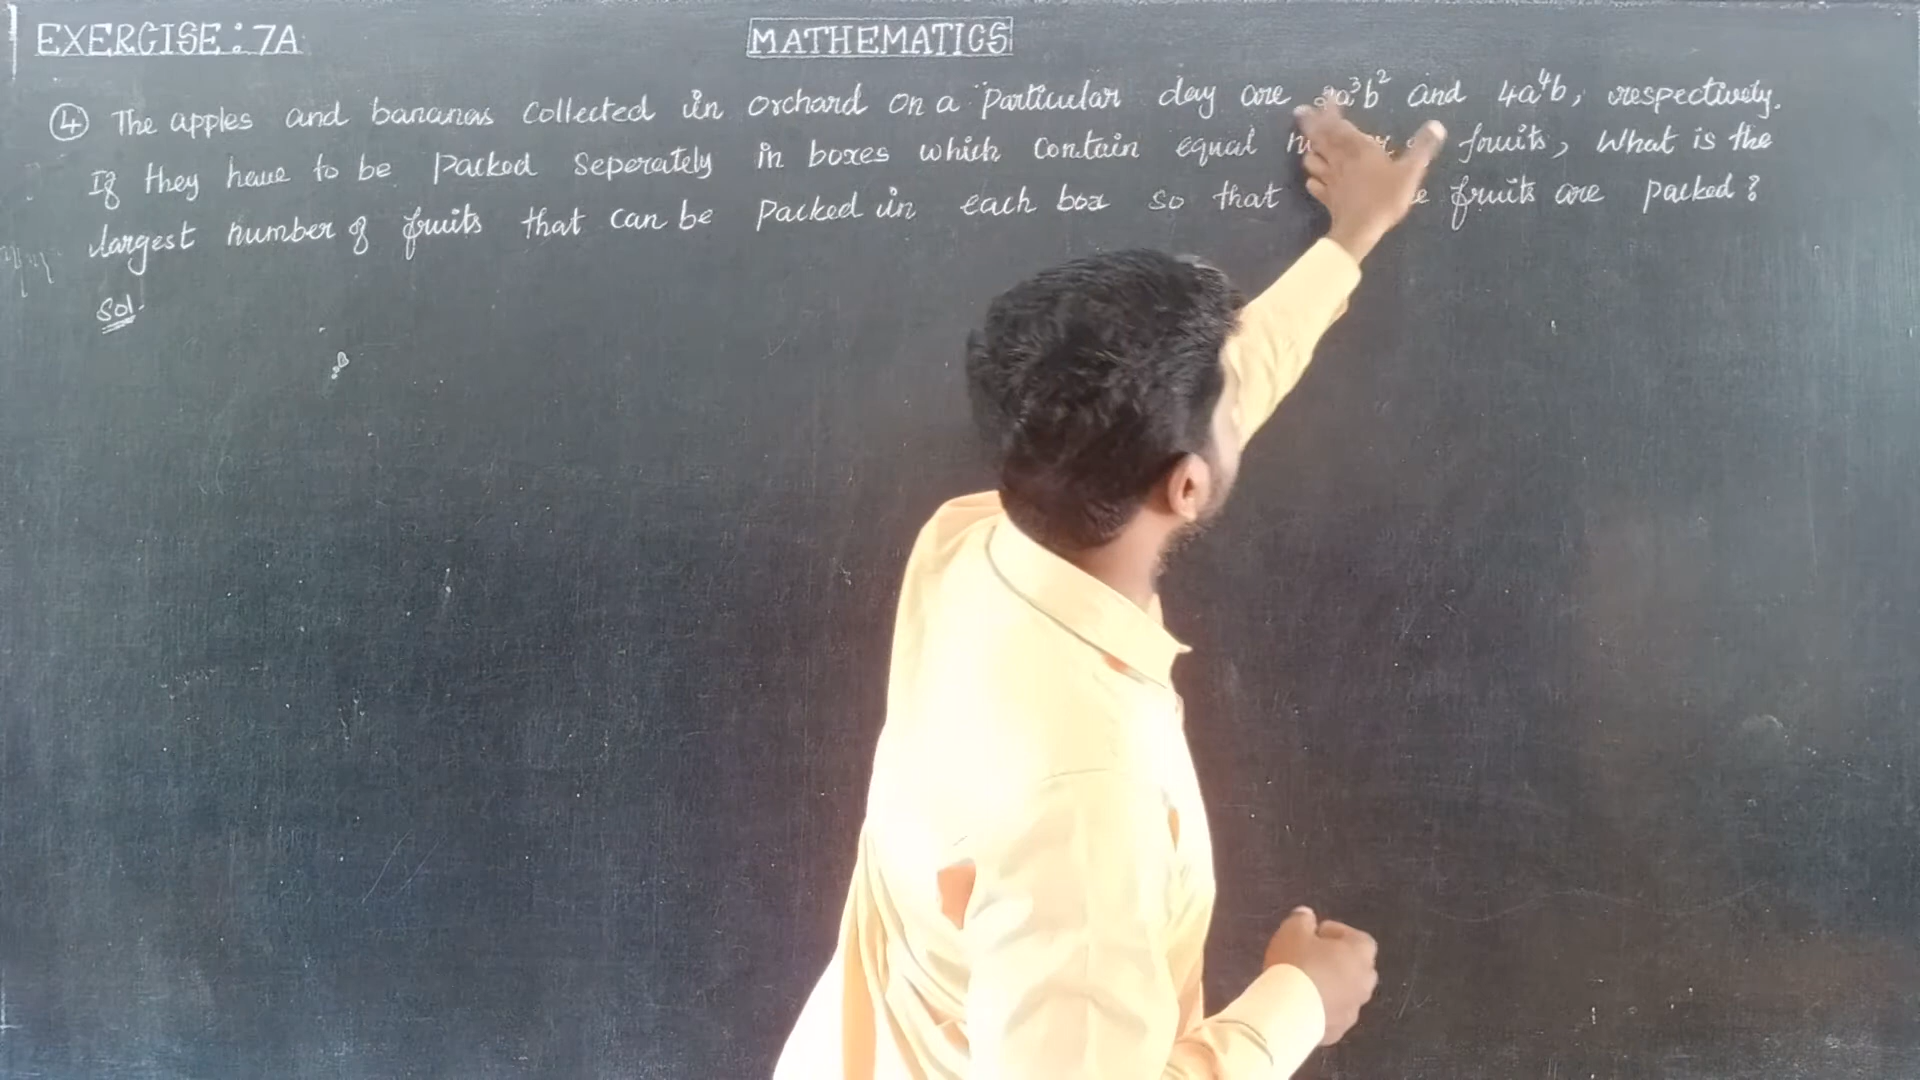 EXERCISE: 7A
MATHEMATICS
④ The apples and bananas collected in orchard on a particular day are a³b² and 4a⁴b, respectively.
If they have to be packed seperately in boxes which contain equal fruits, What is the
largest number of fruits that can be packed in each box so that fruits are packed?
Sol.